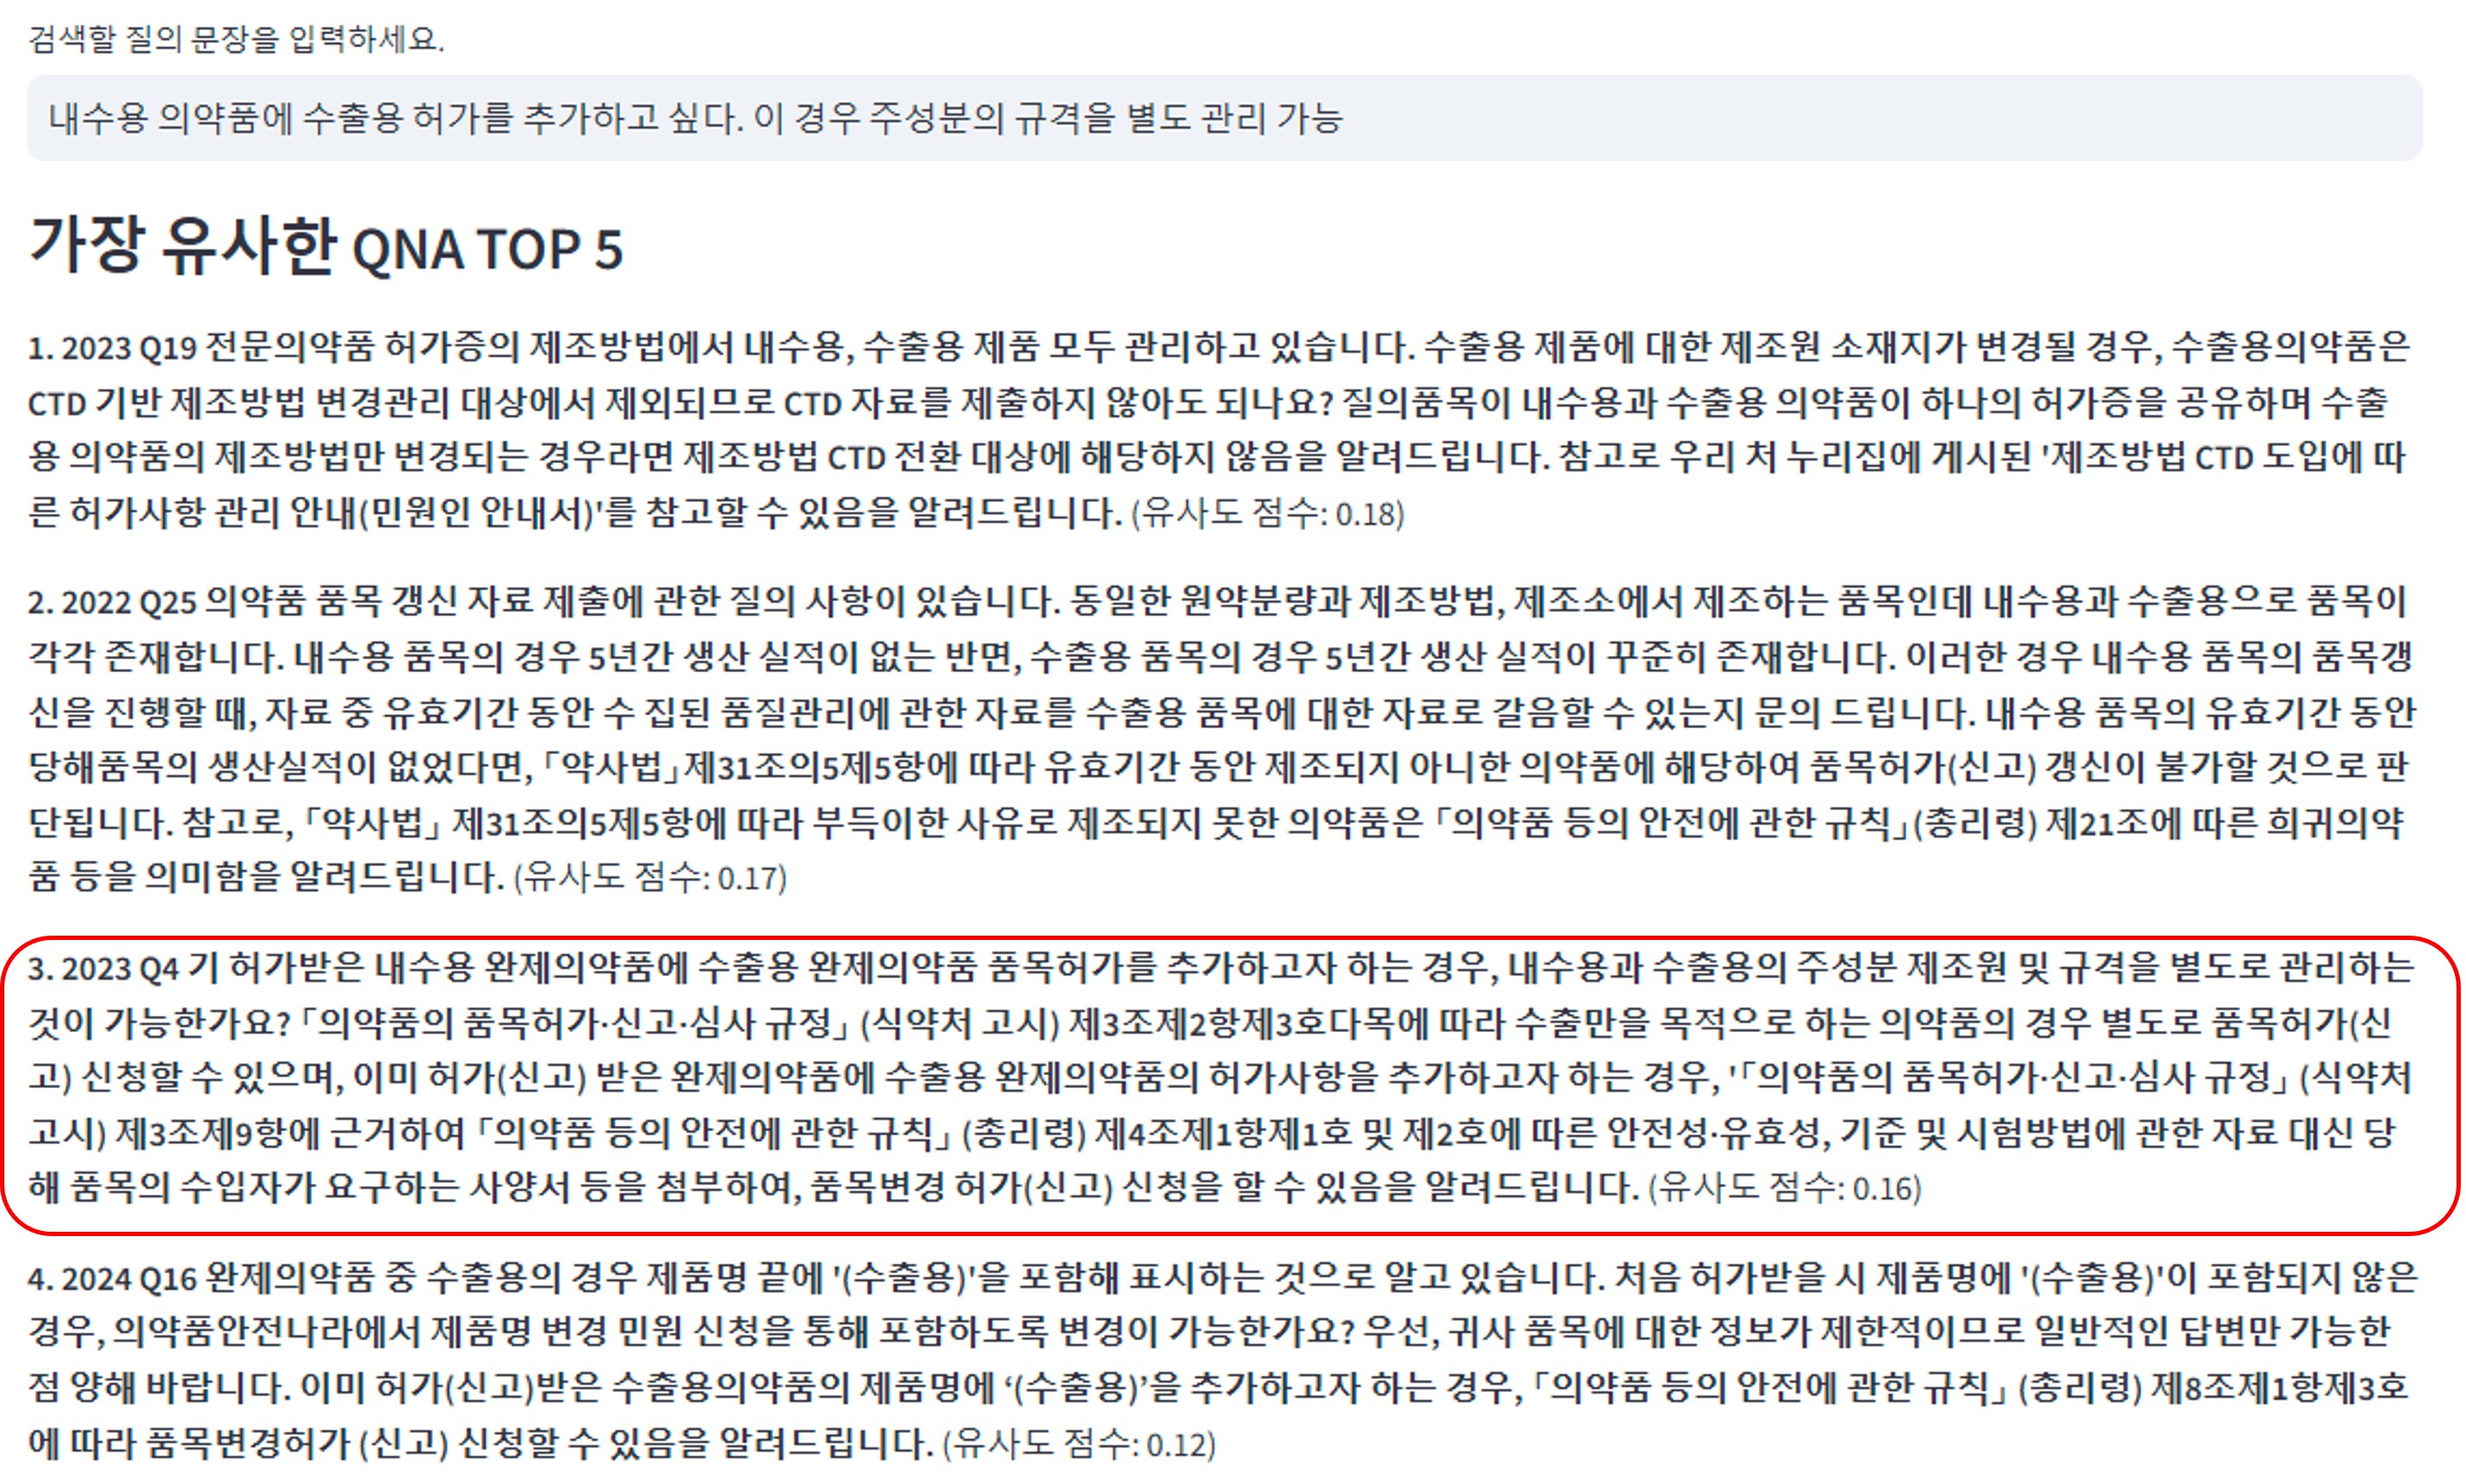 검색할 질의 문장을 입력하세요.
내수용 의약품에 수출용 허가를 추가하고 싶다. 이 경우 주성분의 규격을 별도 관리 가능
가장 유사한 QNA TOP 5
1. 2023 Q19 전문의약품 허가증의 제조방법에서 내수용, 수출용 제품 모두 관리하고 있습니다. 수출용 제품에 대한 제조원 소재지가 변경될 경우, 수출용의약품은
CTD 기반 제조방법 변경관리 대상에서 제외되므로 CTD 자료를 제출하지 않아도 되나요? 질의품목이 내수용과 수출용 의약품이 하나의 허가증을 공유하며 수출
용 의약품의 제조방법만 변경되는 경우라면 제조방법 CTD 전환 대상에 해당하지 않음을 알려드립니다. 참고로 우리 처 누리집에 게시된 '제조방법 CTD 도입에 따
른 허가사항 관리 안내(민원인 안내서)'를 참고할 수 있음을 알려드립니다. (유사도 점수: 0.18)
2. 2022 Q25 의약품 품목 갱신 자료 제출에 관한 질의 사항이 있습니다. 동일한 원약분량과 제조방법, 제조소에서 제조하는 품목인데 내수용과 수출용으로 품목이
각각 존재합니다. 내수용 품목의 경우 5년간 생산 실적이 없는 반면, 수출용 품목의 경우 5년간 생산 실적이 꾸준히 존재합니다. 이러한 경우 내수용 품목의 품목갱
신을 진행할 때, 자료 중 유효기간 동안 수 집된 품질관리에 관한 자료를 수출용 품목에 대한 자료로 갈음할 수 있는지 문의 드립니다. 내수용 품목의 유효기간 동안
당해품목의 생산실적이 없었다면, 「약사법」제31조의5제5항에 따라 유효기간 동안 제조되지 아니한 의약품에 해당하여 품목허가(신고) 갱신이 불가할 것으로 판
단됩니다. 참고로, 「약사법」 제31조의5제5항에 따라 부득이한 사유로 제조되지 못한 의약품은 「의약품 등의 안전에 관한 규칙」(총리령) 제21조에 따른 희귀의약
품 등을 의미함을 알려드립니다. (유사도 점수: 0.17)
3. 2023 Q4 기 허가받은 내수용 완제의약품에 수출용 완제의약품 품목허가를 추가하고자 하는 경우, 내수용과 수출용의 주성분 제조원 및 규격을 별도로 관리하는
것이 가능한가요? 「의약품의 품목허가·신고·심사 규정」 (식약처 고시) 제3조제2항제3호다목에 따라 수출만을 목적으로 하는 의약품의 경우 별도로 품목허가(신
고) 신청할 수 있으며, 이미 허가(신고) 받은 완제의약품에 수출용 완제의약품의 허가사항을 추가하고자 하는 경우, '「의약품의 품목허가·신고·심사 규정」 (식약처
고시) 제3조제9항에 근거하여 「의약품 등의 안전에 관한 규칙」 (총리령) 제4조제1항제1호 및 제2호에 따른 안전성·유효성, 기준 및 시험방법에 관한 자료 대신 당
해 품목의 수입자가 요구하는 사양서 등을 첨부하여, 품목변경 허가(신고) 신청을 할 수 있음을 알려드립니다. (유사도 점수: 0.16)
4. 2024 Q16 완제의약품 중 수출용의 경우 제품명 끝에 '(수출용)'을 포함해 표시하는 것으로 알고 있습니다. 처음 허가받을 시 제품명에 '(수출용)'이 포함되지 않은
경우, 의약품안전나라에서 제품명 변경 민원 신청을 통해 포함하도록 변경이 가능한가요? 우선, 귀사 품목에 대한 정보가 제한적이므로 일반적인 답변만 가능한
점 양해 바랍니다. 이미 허가(신고)받은 수출용의약품의 제품명에 ‘(수출용)’을 추가하고자 하는 경우, 「의약품 등의 안전에 관한 규칙」 (총리령) 제8조제1항제3호
에 따라 품목변경허가 (신고) 신청할 수 있음을 알려드립니다. (유사도 점수: 0.12)